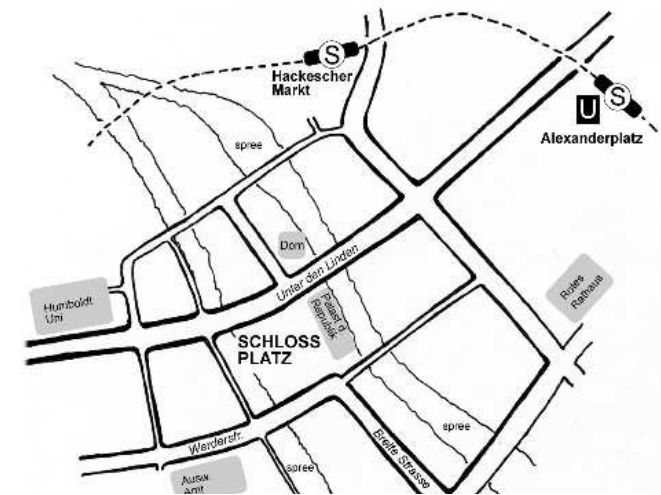 S
Hackescher
Markt
U
S
Alexanderplatz
spree
Dom
Unter den Linden
Humboldt
Uni
Palast d.
Republik
Rotes
Rathaus
SCHLOSS
PLATZ
Werderstr.
Breite Strasse
spree
spree
Ausw.
Amt